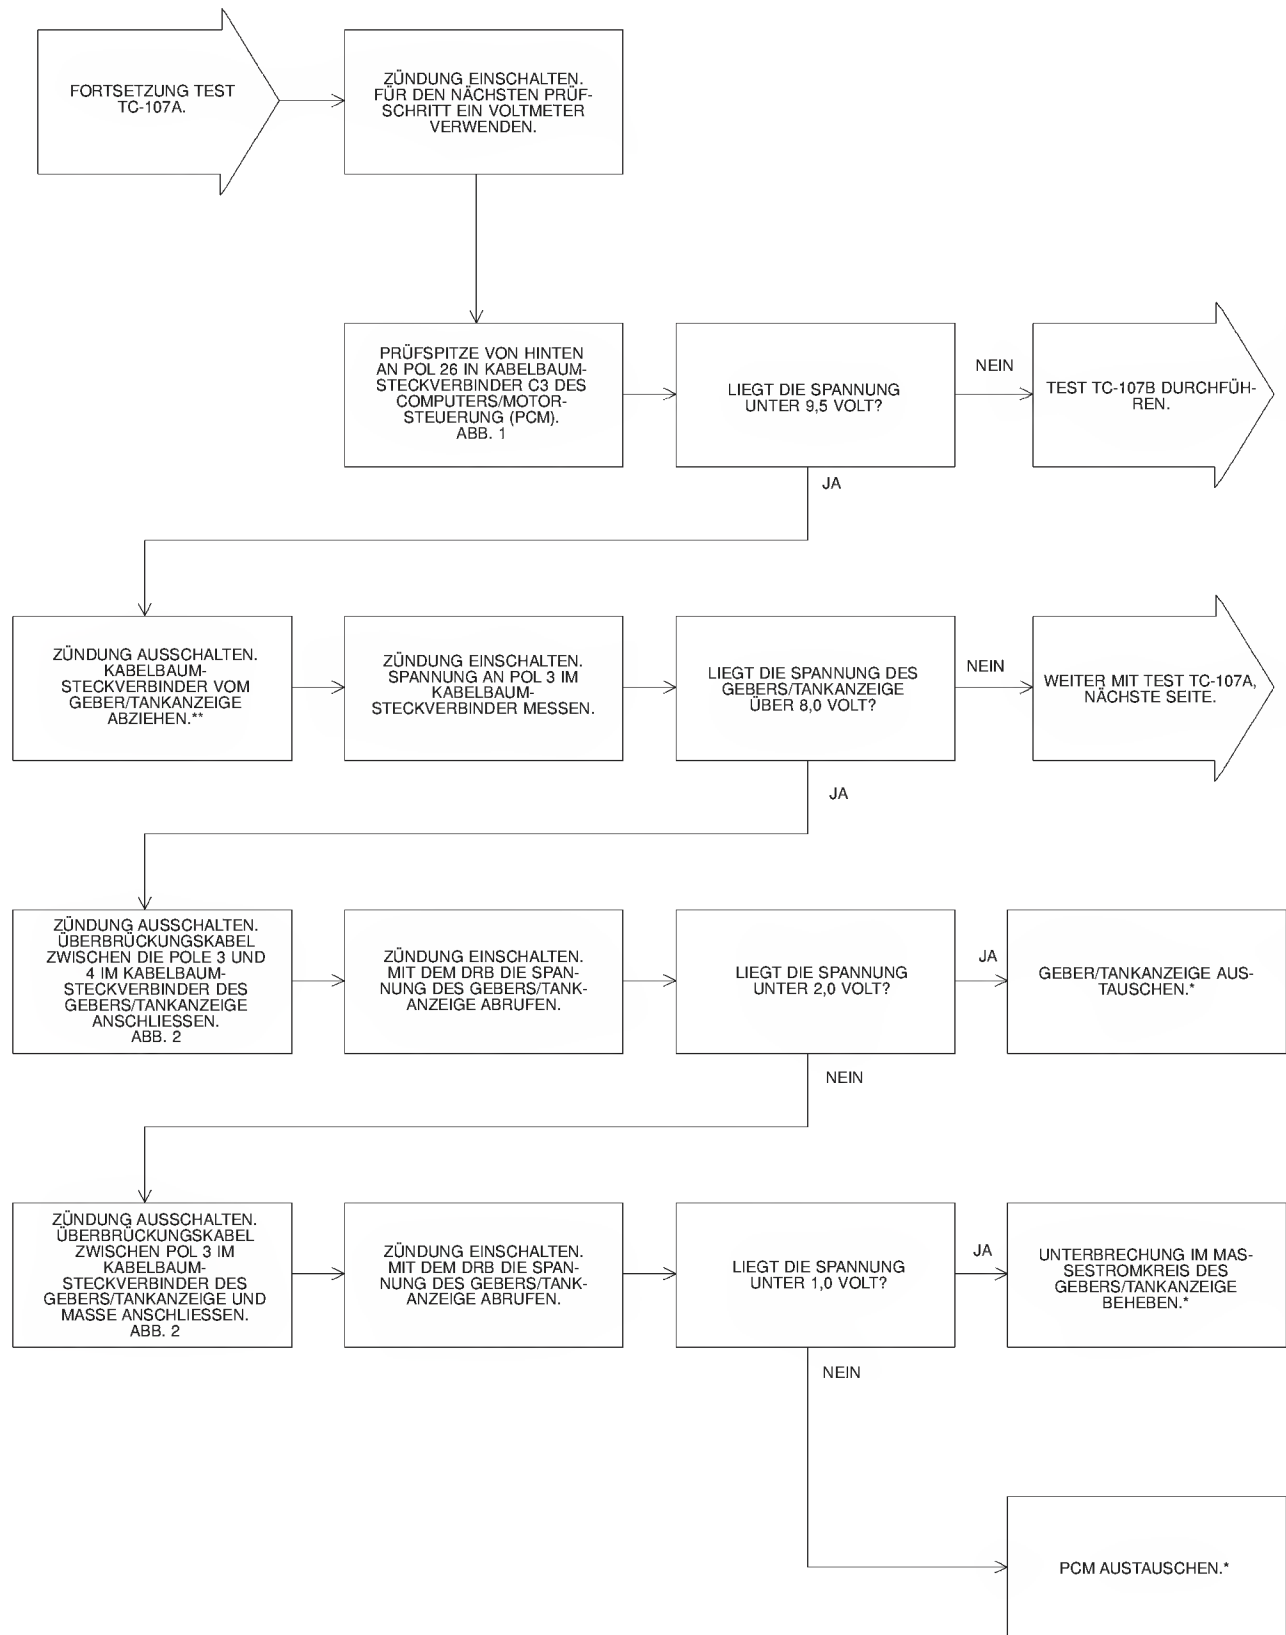 FORTSETZUNG TEST
TC-107A.
ZÜNDUNG EINSCHALTEN.
FÜR DEN NÄCHSTEN PRÜF-
SCHRITT EIN VOLTMETER
VERWENDEN.
PRÜFSPITZE VON HINTEN
AN POL 26 IN KABELBAUM-
STECKVERBINDER C3 DES
COMPUTERS/MOTOR-
STEUERUNG (PCM).
ABB. 1
LIEGT DIE SPANNUNG
UNTER 9,5 VOLT?
NEIN
TEST TC-107B DURCHFÜH-
REN.
JA
ZÜNDUNG AUSSCHALTEN.
KABELBAUM-
STECKVERBINDER VOM
GEBER/TANKANZEIGE
ABZIEHEN.**
ZÜNDUNG EINSCHALTEN.
SPANNUNG AN POL 3 IM
KABELBAUM-
STECKVERBINDER MESSEN.
LIEGT DIE SPANNUNG DES
GEBERS/TANKANZEIGE
ÜBER 8,0 VOLT?
NEIN
WEITER MIT TEST TC-107A,
NÄCHSTE SEITE.
JA
ZÜNDUNG AUSSCHALTEN.
ÜBERBRÜCKUNGSKABEL
ZWISCHEN DIE POLE 3 UND
4 IM KABELBAUM-
STECKVERBINDER DES
GEBERS/TANKANZEIGE
ANSCHLIESSEN.
ABB. 2
ZÜNDUNG EINSCHALTEN.
MIT DEM DRB DIE SPAN-
NUNG DES GEBERS/TANK-
ANZEIGE ABRUFEN.
LIEGT DIE SPANNUNG
UNTER 2,0 VOLT?
JA
GEBER/TANKANZEIGE AUS-
TAUSCHEN.*
NEIN
ZÜNDUNG AUSSCHALTEN.
ÜBERBRÜCKUNGSKABEL
ZWISCHEN POL 3 IM
KABELBAUM-
STECKVERBINDER DES
GEBERS/TANKANZEIGE UND
MASSE ANSCHLIESSEN.
ABB. 2
ZÜNDUNG EINSCHALTEN.
MIT DEM DRB DIE SPAN-
NUNG DES GEBERS/TANK-
ANZEIGE ABRUFEN.
LIEGT DIE SPANNUNG
UNTER 1,0 VOLT?
JA
UNTERBRECHUNG IM MAS-
SESTROMKREIS DES
GEBERS/TANKANZEIGE
BEHEBEN.*
NEIN
PCM AUSTAUSCHEN.*